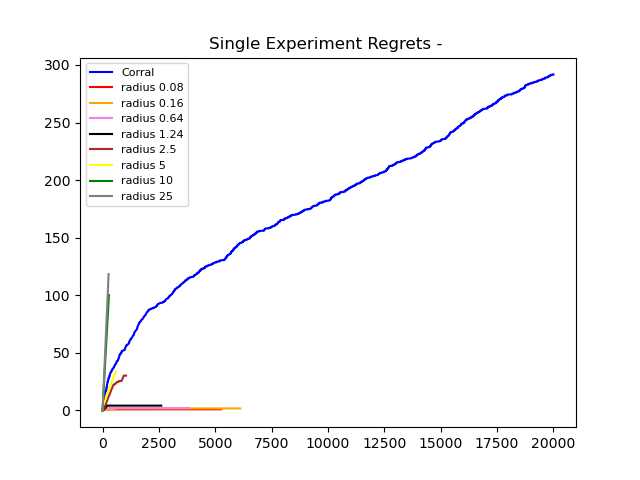 Single Experiment Regrets -
300
250
200
150
100
50
0
Corral
radius 0.08
radius 0.16
radius 0.64
radius 1.24
radius 2.5
radius 5
radius 10
radius 25
0 2500 5000 7500 10000 12500 15000 17500 20000